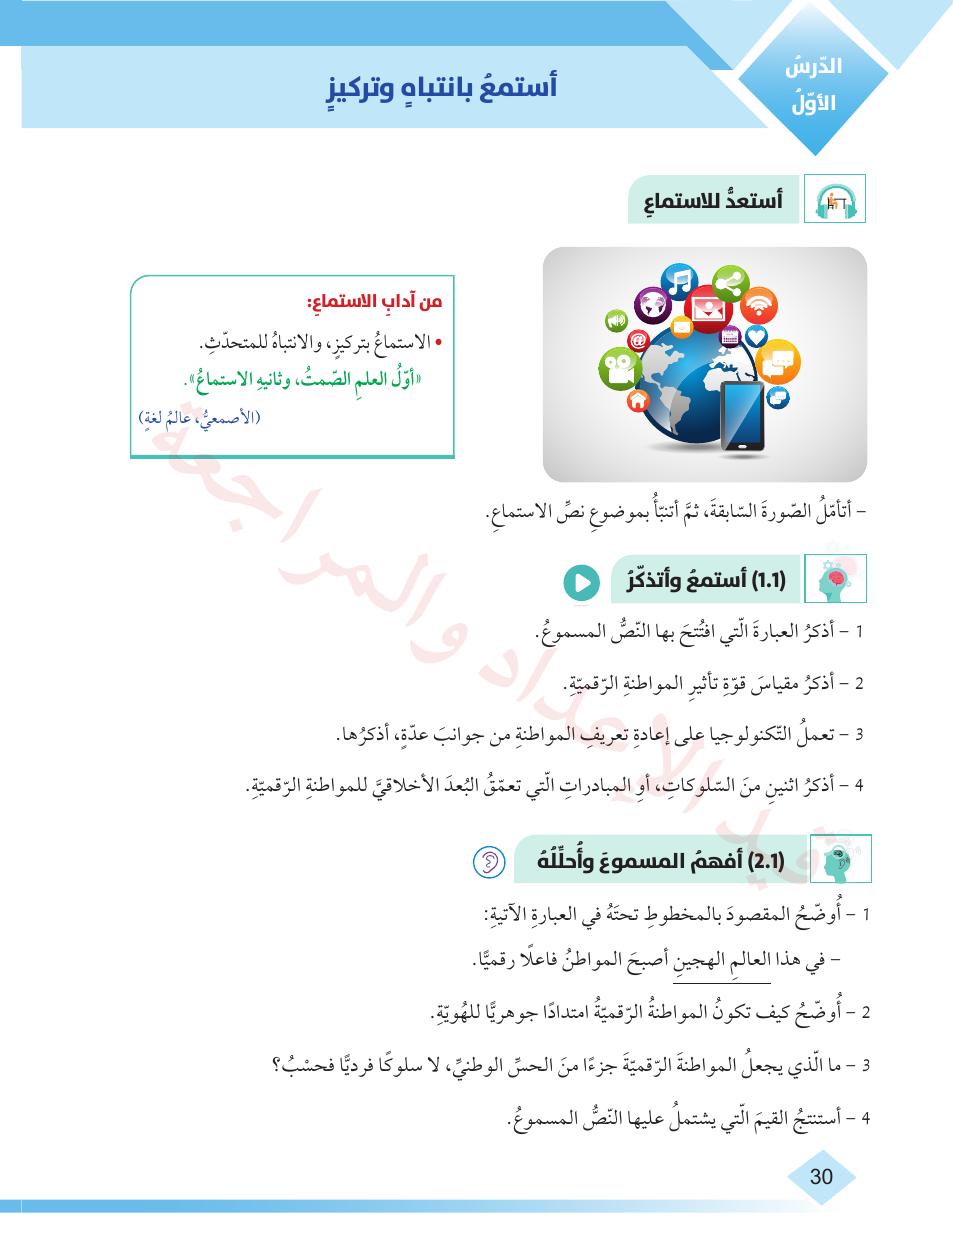 الدّرسُ
الأوّلُ
أستمعُ بانتباهٍ وتركيزٍ
أستعدُّ للاستماعِ
من آدابِ الاستماعِ:
• الاستماعُ بتركيزٍ، والانتباهُ للمتحدّثِ.
«أوّلُ العلمِ الصّمتُ، وثانيهِ الاستماعُ».
(الأصمعيُّ، عالمُ لغةٍ)
– أتأمّلُ الصّورةَ السّابقةَ، ثمَّ أتنبّأُ بموضوعِ نصِّ الاستماعِ.
(1.1) أستمعُ وأتذكّرُ
1 – أذكرُ العبارةَ الّتي افتُتحَ بها النّصُّ المسموعُ.
2 – أذكرُ مقياسَ قوّةِ تأثيرِ المواطنةِ الرّقميّةِ.
3 – تعملُ التّكنولوجيا على إعادةِ تعريفِ المواطنةِ من جوانبَ عدّةٍ، أذكرُها.
4 – أذكرُ اثنينِ منَ السّلوكاتِ، أوِ المبادراتِ الّتي تعمّقُ البُعدَ الأخلاقيَّ للمواطنةِ الرّقميّةِ.
(2.1) أفهمُ المسموعَ وأُحلِّلُهُ
1 – أُوضّحُ المقصودَ بالمخطوطِ تحتَهُ في العبارةِ الآتيةِ:
– في هذا العالمِ الهجينِ أصبحَ المواطنُ فاعلًا رقميًّا.
2 – أُوضّحُ كيف تكونُ المواطنةُ الرّقميّةُ امتدادًا جوهريًّا للهُويّةِ.
3 – ما الّذي يجعلُ المواطنةَ الرّقميّةَ جزءًا منَ الحسِّ الوطنيِّ، لا سلوكًا فرديًّا فحسْبُ؟
4 – أستنتجُ القيمَ الّتي يشتملُ عليها النّصُّ المسموعُ.
30
قيد الإعداد والمراجعة